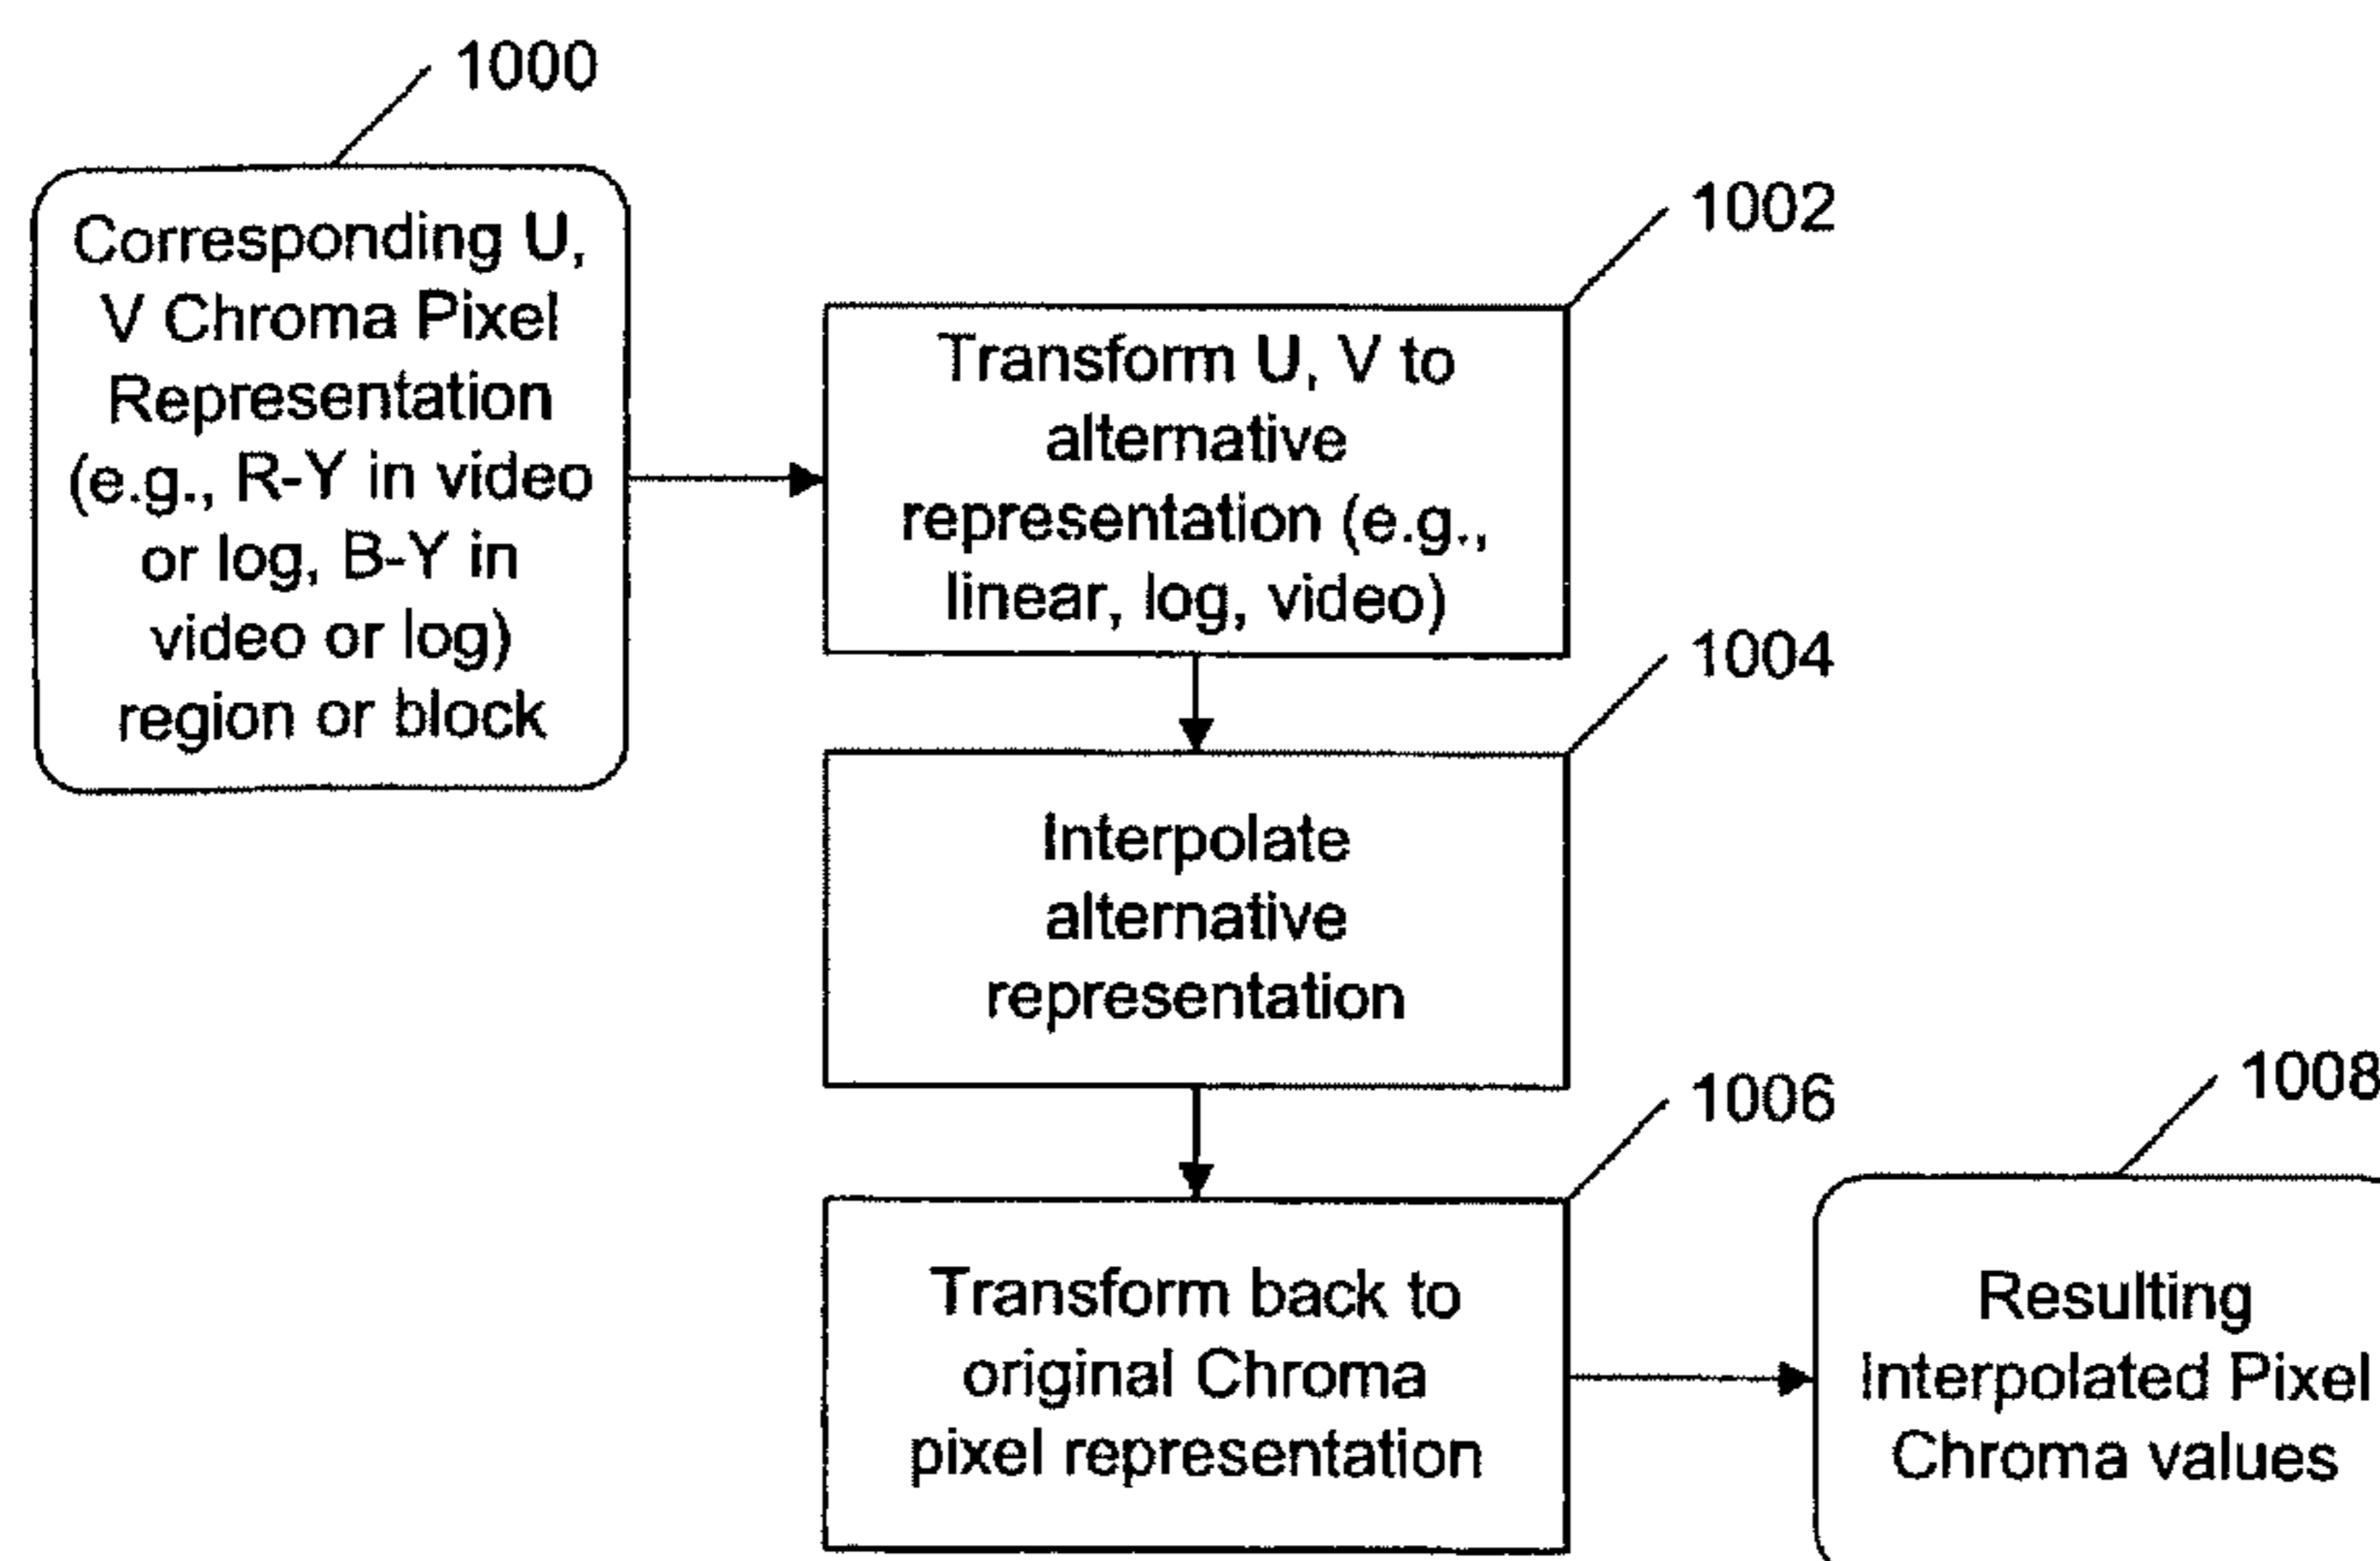 1000
Corresponding U,
V Chroma Pixel
Representation
(e.g., R-Y in video
or log, B-Y in
video or log)
region or block
1002
Transform U, V to
alternative
representation (e.g.,
linear, log, video)
1004
Interpolate
alternative
representation
1006
Transform back to
original Chroma
pixel representation
1008
Resulting
Interpolated Pixel
Chroma values